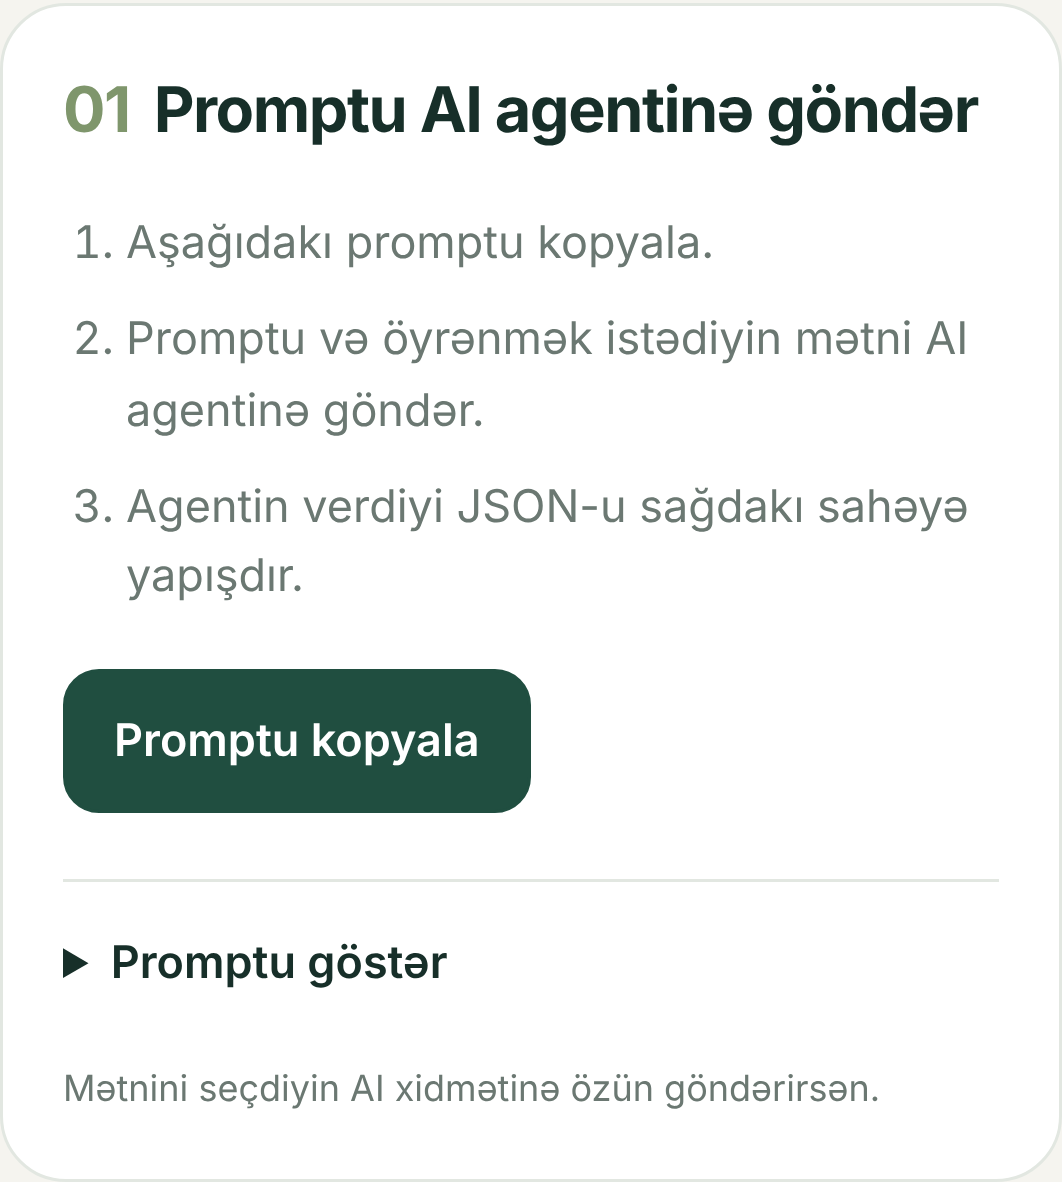 01 Promptu AI agentinə göndər
1. Aşağıdakı promptu kopyala.
2. Promptu və öyrənmək istədiyin mətni AI
agentinə göndər.
3. Agentin verdiyi JSON-u sağdakı sahəyə
yapışdır.
Promptu kopyala
Promptu göstər
Mətnini seçdiyin AI xidmətinə özün göndərirsən.